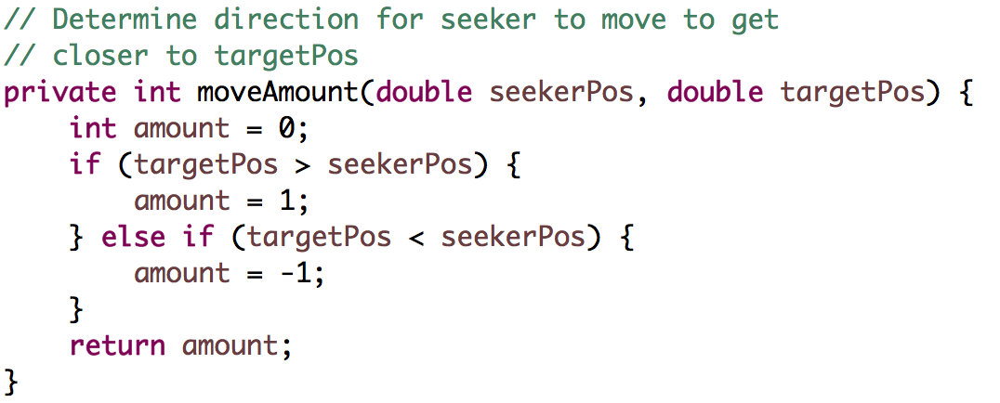 // Determine direction for seeker to move to get
// closer to targetPos
private int moveAmount(double seekerPos, double targetPos) {
    int amount = 0;
    if (targetPos > seekerPos) {
        amount = 1;
    } else if (targetPos < seekerPos) {
        amount = -1;
    }
    return amount;
}